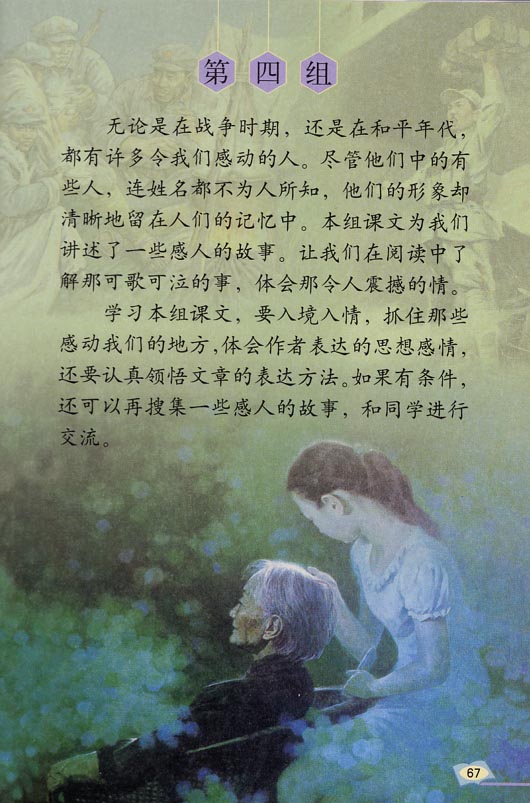 第四组
无论是在战争时期，还是在和平年代，
都有许多令我们感动的人。尽管他们中的有
些人，连姓名都不为人所知，他们的形象却
清晰地留在人们的记忆中。本组课文为我们
讲述了一些感人的故事。让我们在阅读中了
解那可歌可泣的事，体会那令人震撼的情。
学习本组课文，要入境入情，抓住那些
感动我们的地方，体会作者表达的思想感情，
还要认真领悟文章的表达方法。如果有条件，
还可以再搜集一些感人的故事，和同学进行
交流。
67